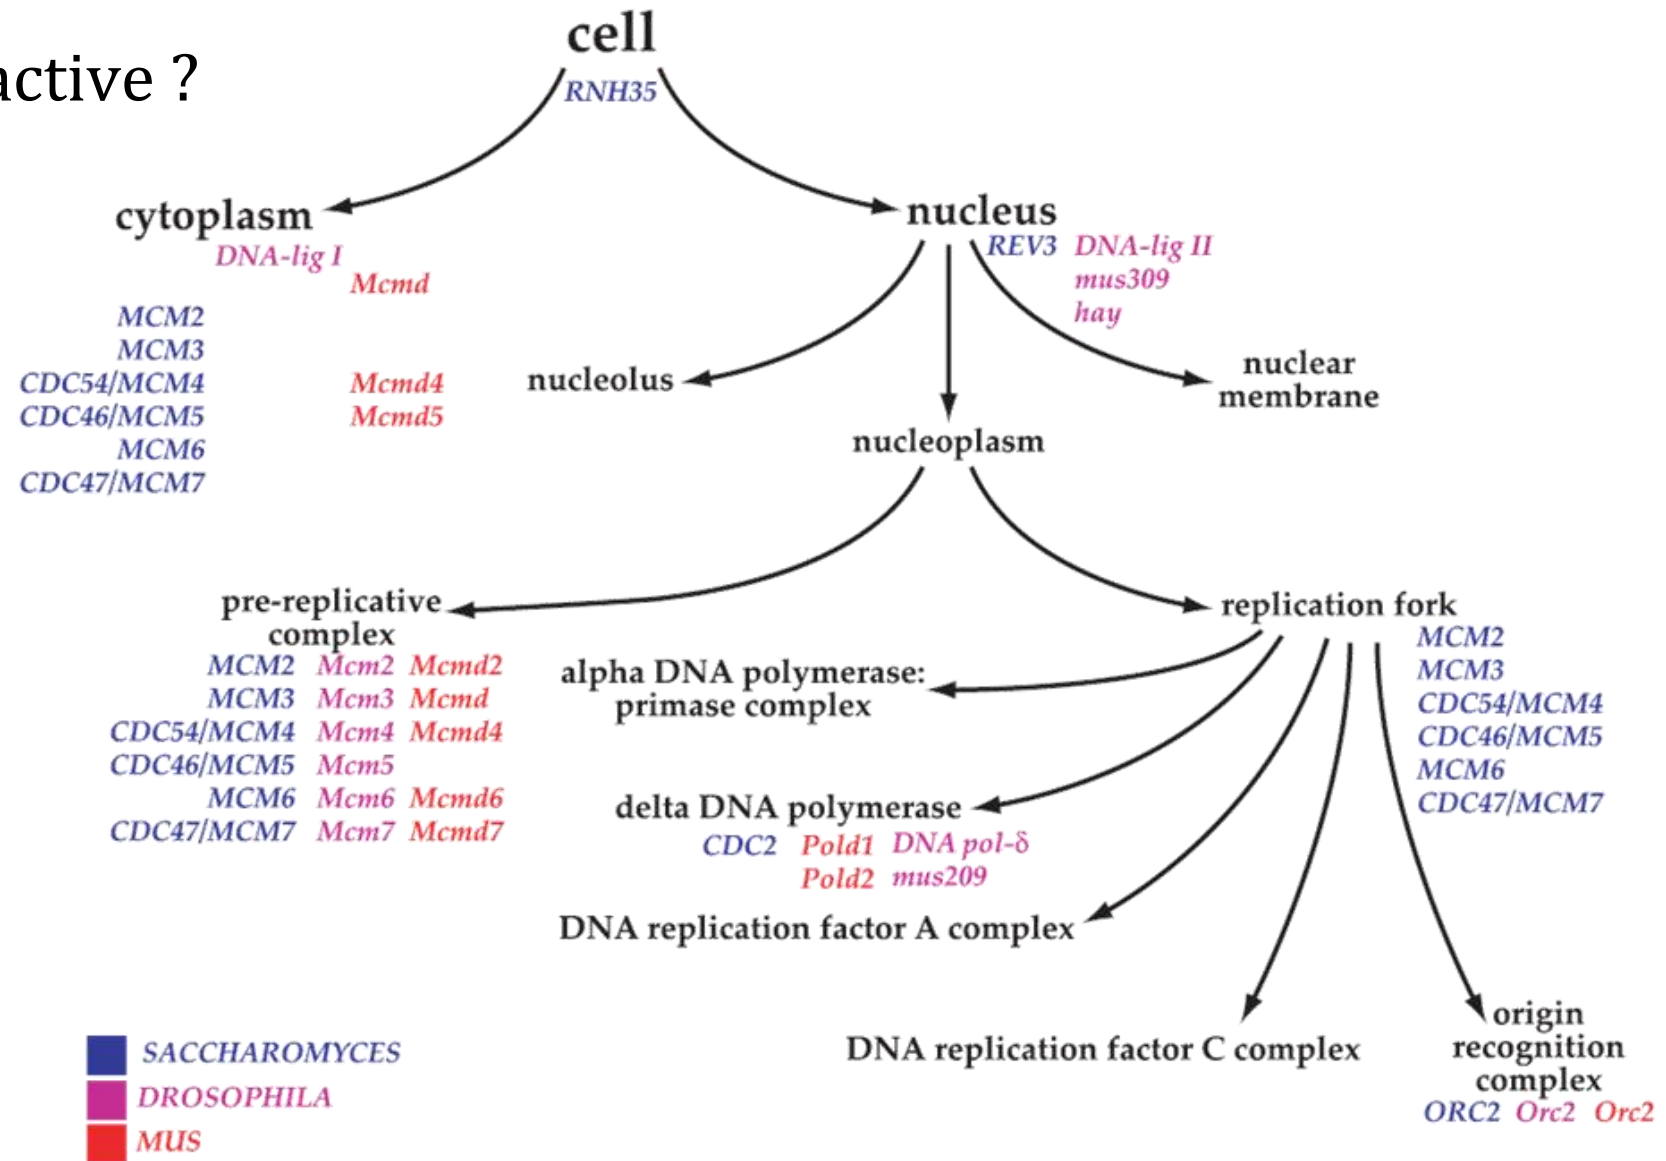 cell
active ?
RNH35
cytoplasm
DNA-lig I
Mcmd
MCM2
MCM3
CDC54/MCM4 Mcmd4
CDC46/MCM5 Mcmd5
MCM6
CDC47/MCM7
nucleus
REV3 DNA-lig II
mus309
hay
nucleolus
nuclear
membrane
nucleoplasm
pre-replicative
complex
MCM2 Mcm2 Mcmd2
MCM3 Mcm3 Mcmd
CDC54/MCM4 Mcm4 Mcmd4
CDC46/MCM5 Mcm5
MCM6 Mcm6 Mcmd6
CDC47/MCM7 Mcm7 Mcmd7
replication fork
MCM2
MCM3
CDC54/MCM4
CDC46/MCM5
MCM6
CDC47/MCM7
alpha DNA polymerase:
primase complex
delta DNA polymerase
CDC2 Pold1 DNA pol-δ
Pold2 mus209
DNA replication factor A complex
DNA replication factor C complex
origin
recognition
complex
ORC2 Orc2 Orc2
SACCHAROMYCES
DROSOPHILA
MUS